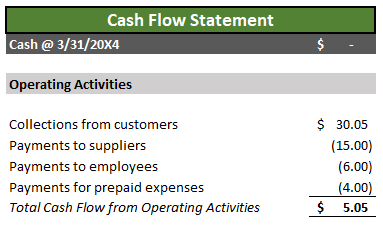 Cash Flow Statement
Cash @ 3/31/20X4 $ -
Operating Activities
Collections from customers $ 30.05
Payments to suppliers (15.00)
Payments to employees (6.00)
Payments for prepaid expenses (4.00)
Total Cash Flow from Operating Activities $ 5.05